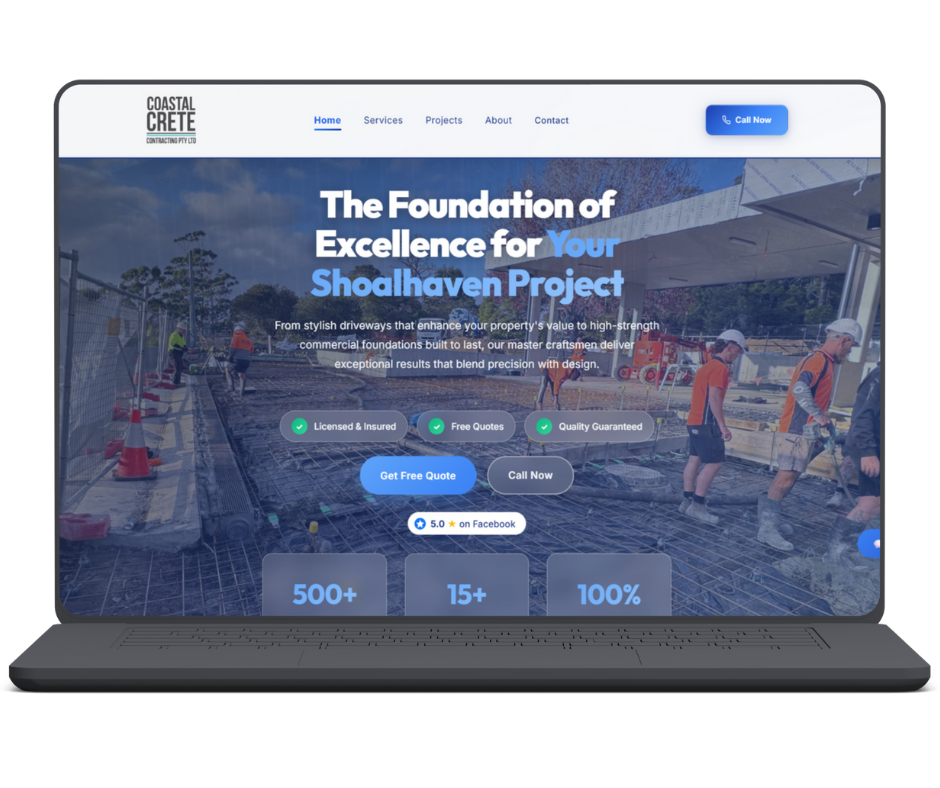 COASTAL
CRETE
CONTRACTING PTY LTD
Home Services Projects About Contact
Call Now
The Foundation of
Excellence for Your
Shoalhaven Project
From stylish driveways that enhance your property's value to high-strength
commercial foundations built to last, our master craftsmen deliver
exceptional results that blend precision with design.
Licensed & Insured Free Quotes Quality Guaranteed
Get Free Quote Call Now
5.0 ★ on Facebook
500+ 15+ 100%